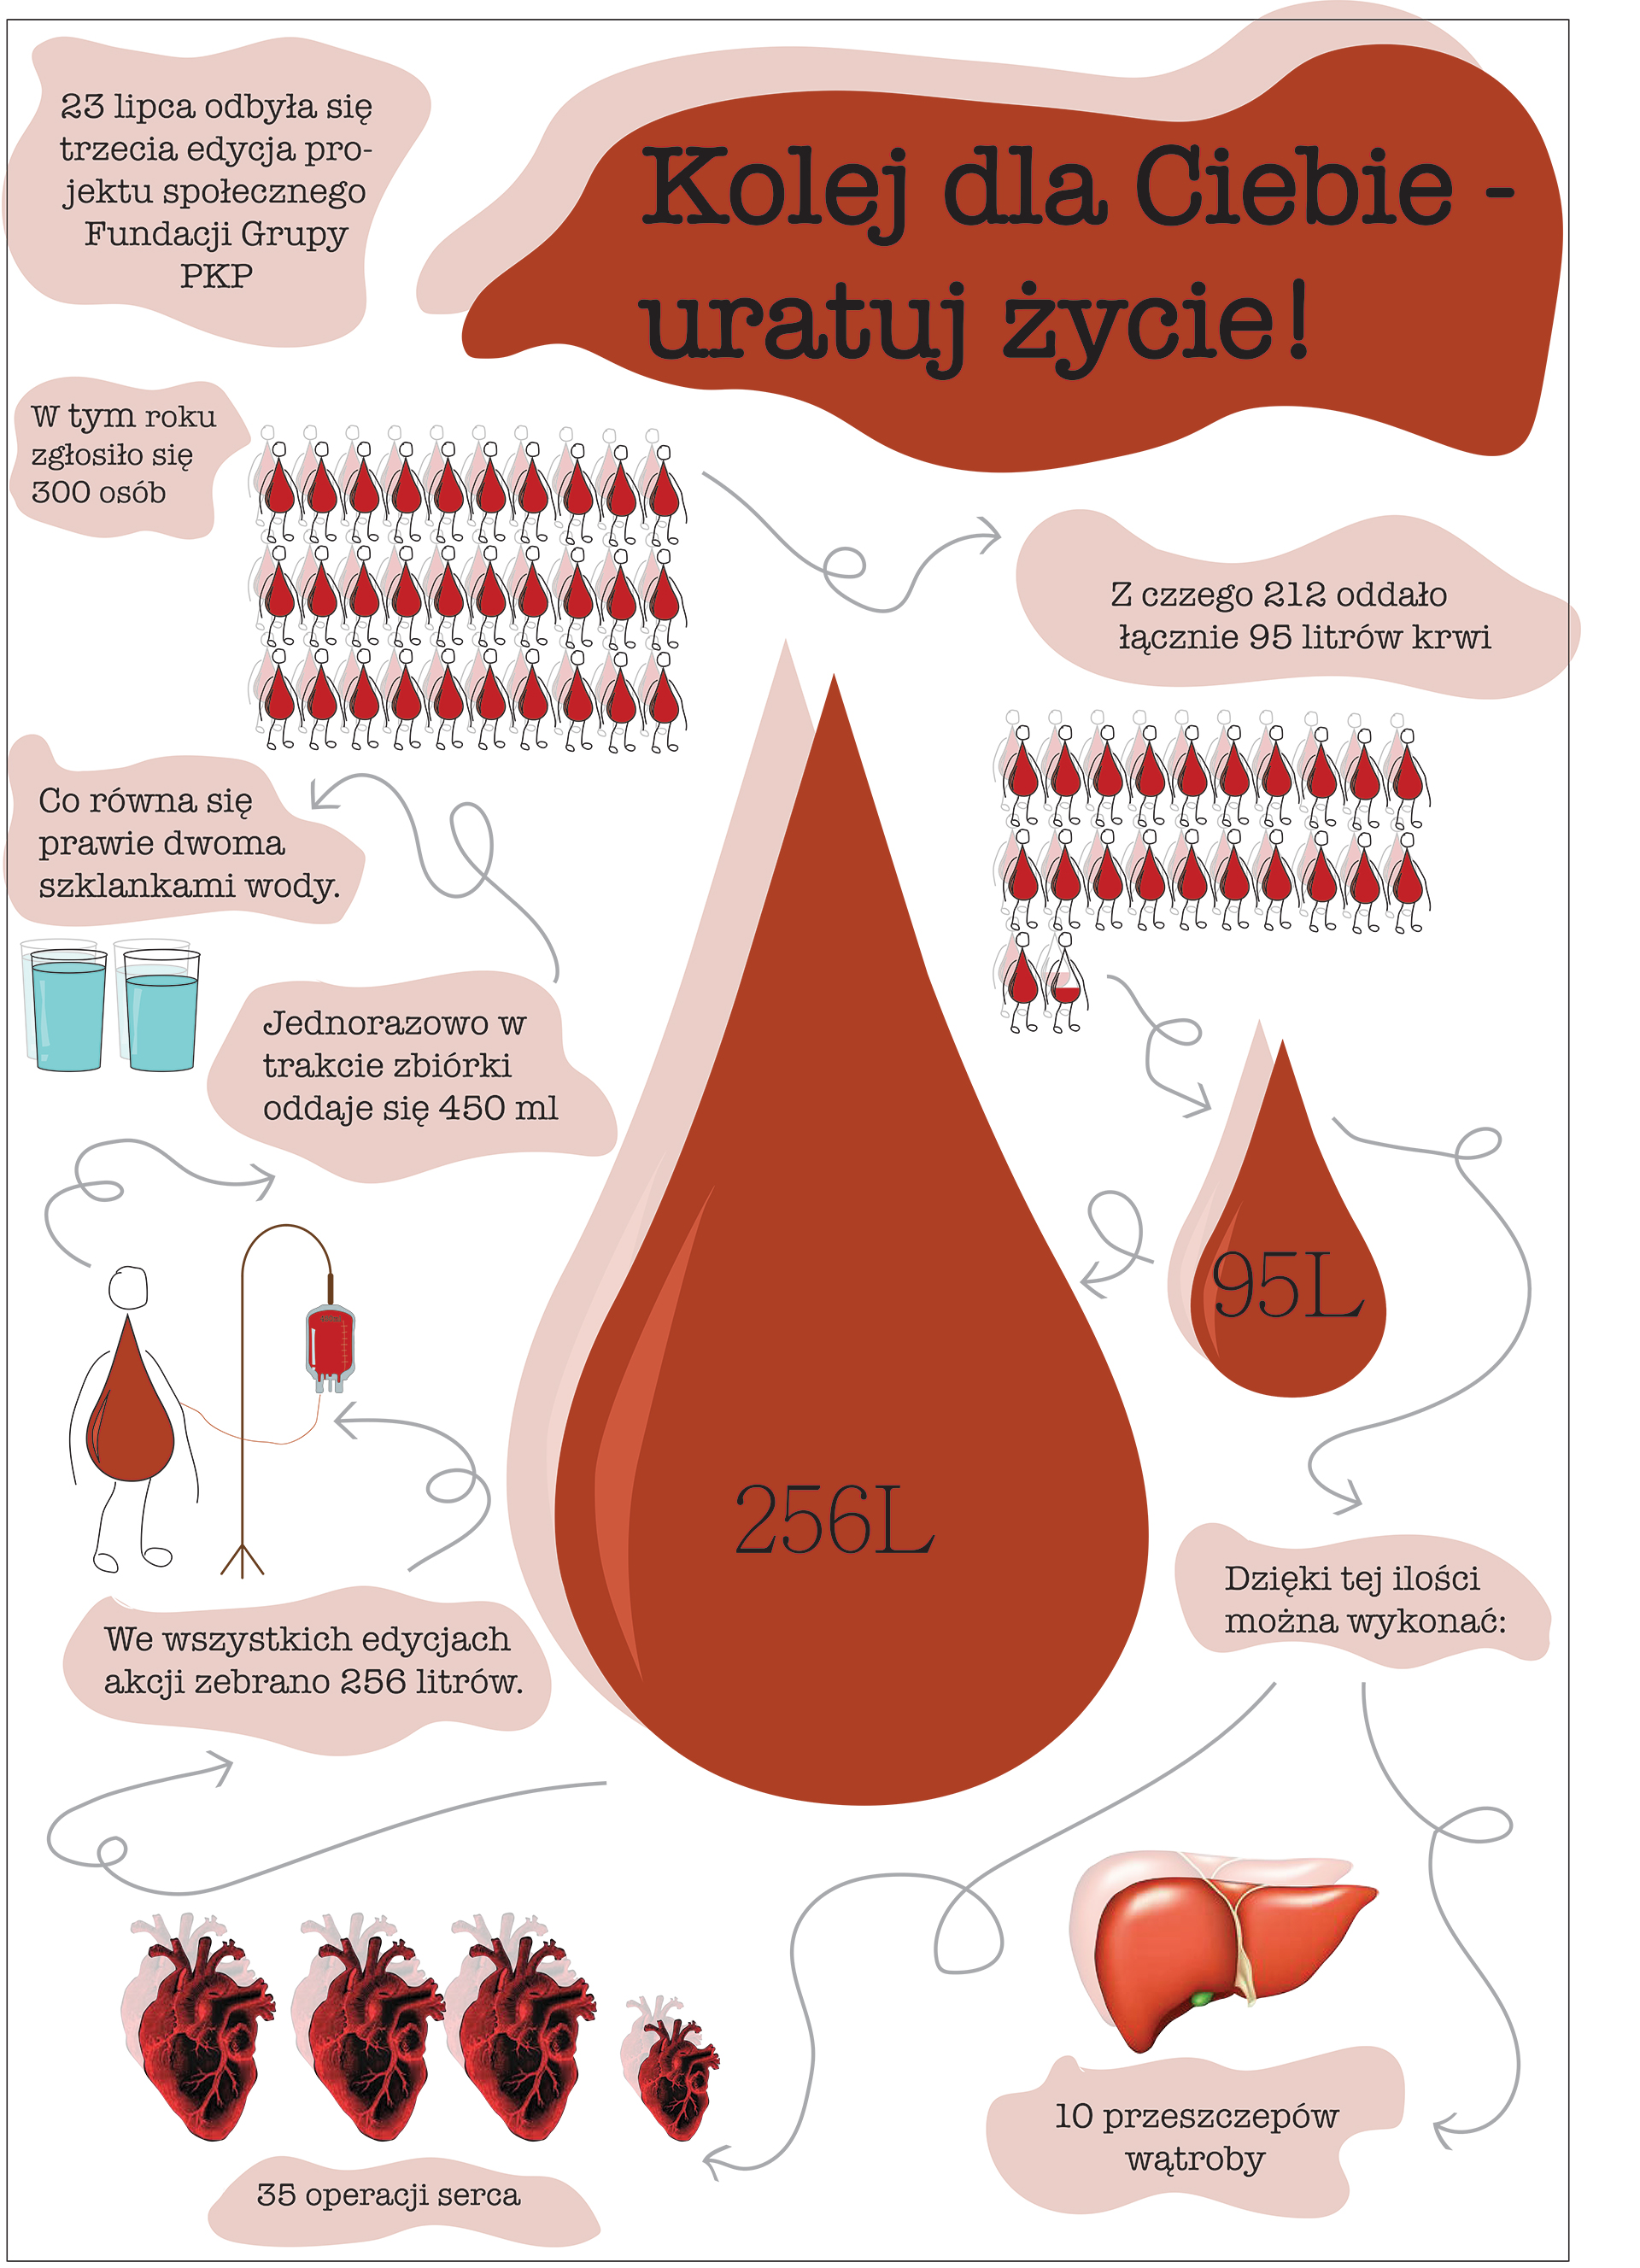 23 lipca odbyła się
trzecia edycja pro-
jektu społecznego
Fundacji Grupy
PKP
Kolej dla Ciebie -
uratuj życie!
W tym roku
zgłosiło się
300 osób
Z czzego 212 oddało
łącznie 95 litrów krwi
Co równa się
prawie dwoma
szklankami wody.
Jednorazowo w
trakcie zbiórki
oddaje się 450 ml
95L
256L
We wszystkich edycjach
akcji zebrano 256 litrów.
Dzięki tej ilości
można wykonać:
10 przeszczepów
wątroby
35 operacji serca